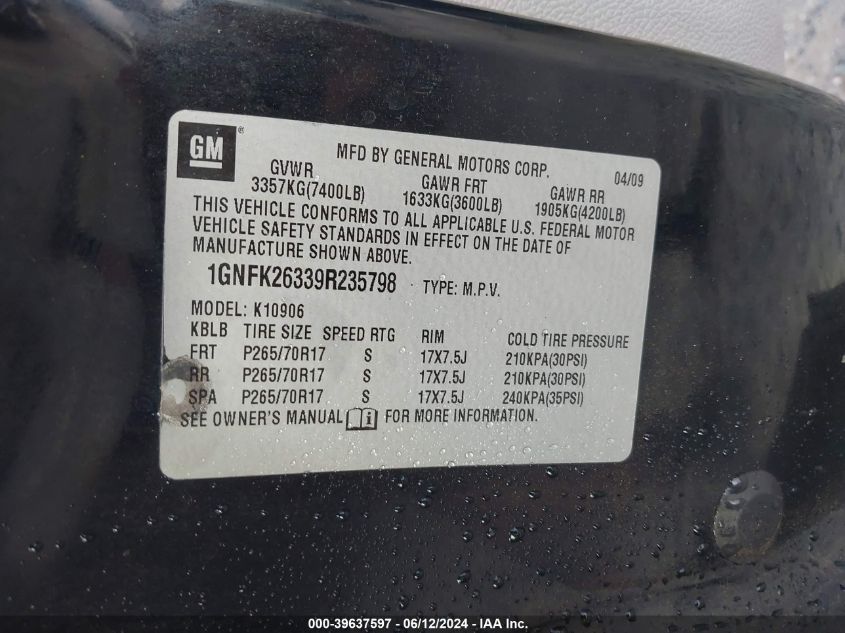 GM ®
MFD BY GENERAL MOTORS CORP. 04/09
GVWR GAWR FRT GAWR RR
3357KG(7400LB) 1633KG(3600LB) 1905KG(4200LB)
THIS VEHICLE CONFORMS TO ALL APPLICABLE U.S. FEDERAL MOTOR
VEHICLE SAFETY STANDARDS IN EFFECT ON THE DATE OF
MANUFACTURE SHOWN ABOVE.
1GNFK26339R235798 TYPE: M.P.V.
MODEL: K10906
KBLB TIRE SIZE SPEED RTG RIM COLD TIRE PRESSURE
FRT P265/70R17 S 17X7.5J 210KPA(30PSI)
RR P265/70R17 S 17X7.5J 210KPA(30PSI)
SPA P265/70R17 S 17X7.5J 240KPA(35PSI)
SEE OWNER'S MANUAL i FOR MORE INFORMATION.
000-39637597 - 06/12/2024 - IAA Inc.